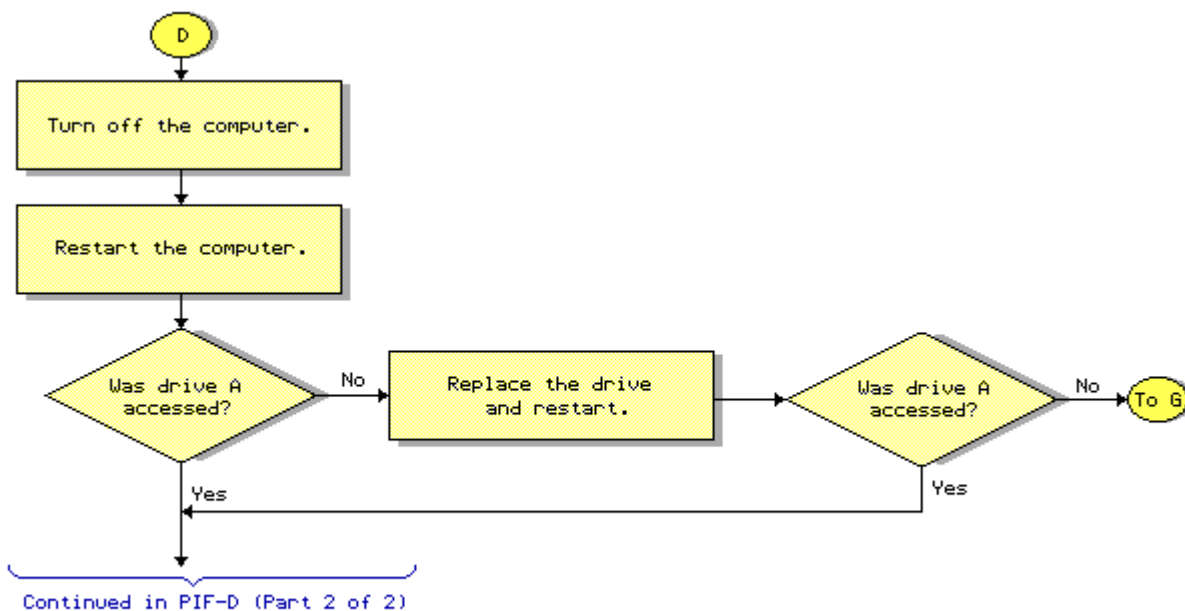 D
Turn off the computer.
Restart the computer.
Was drive A
accessed?
No
Replace the drive
and restart.
Was drive A
accessed?
No
To G
Yes
Yes
Continued in PIF-D (Part 2 of 2)